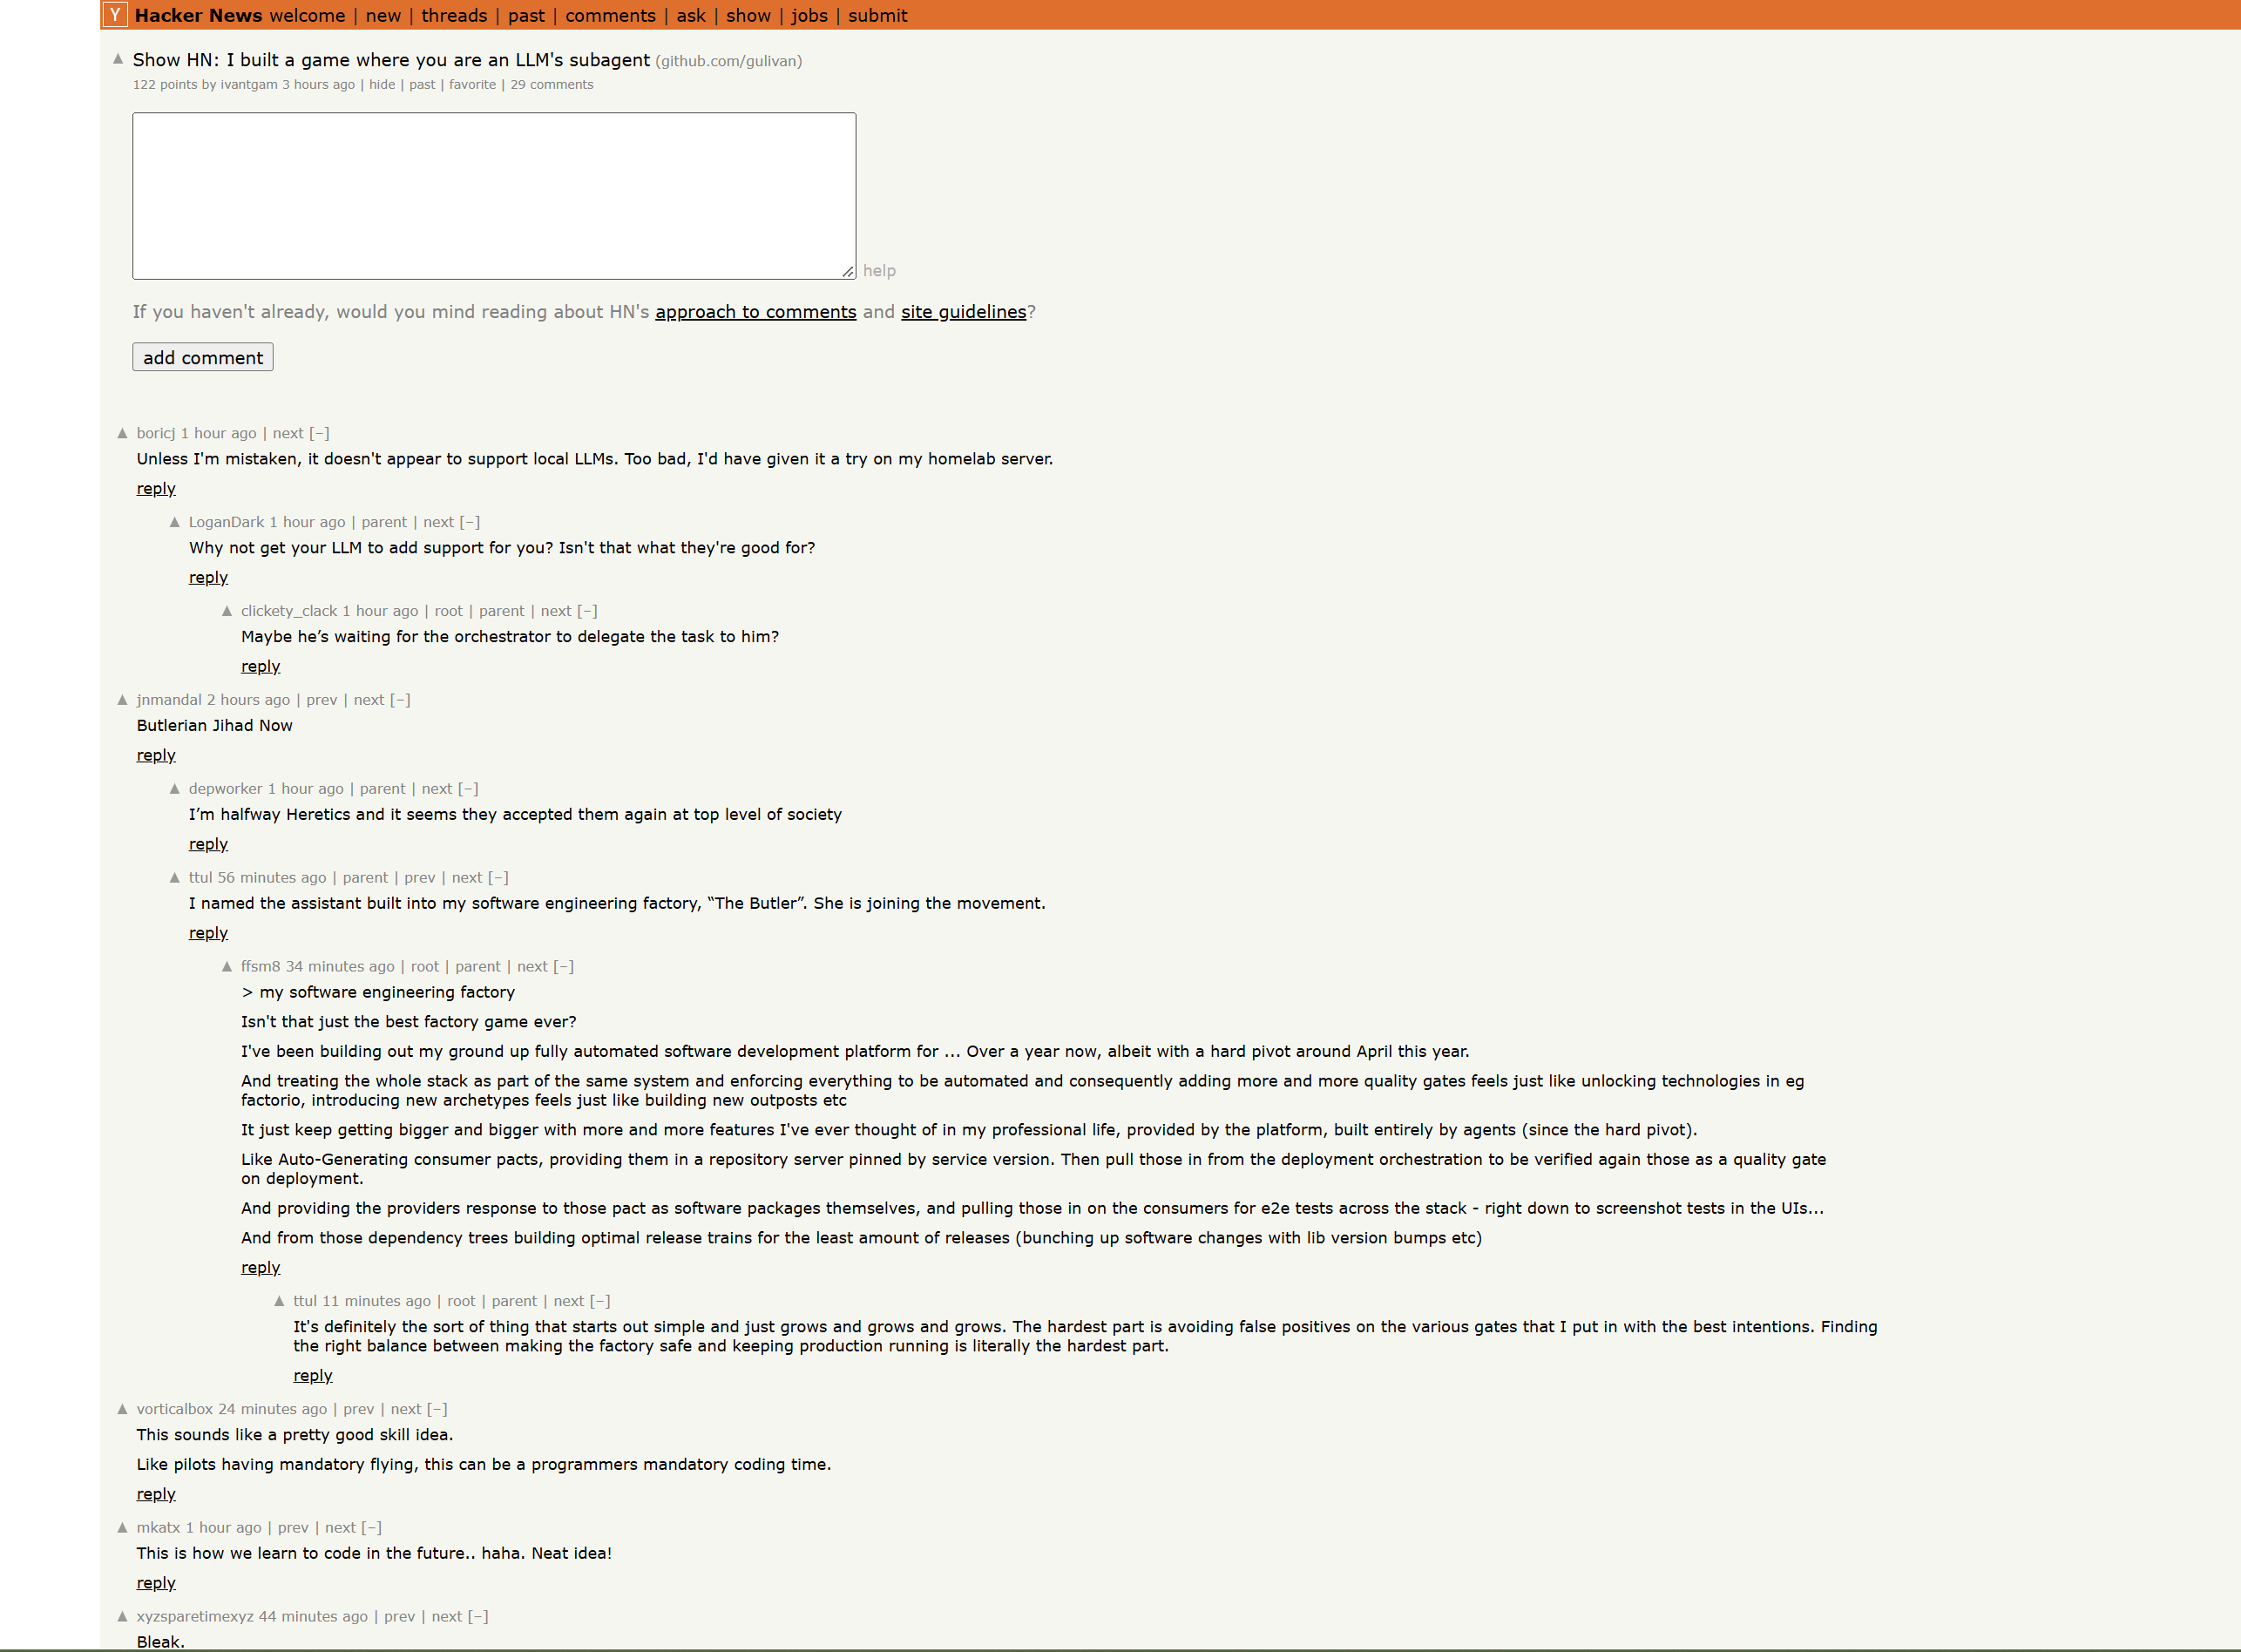 Y Hacker News welcome | new | threads | past | comments | ask | show | jobs | submit
▲ Show HN: I built a game where you are an LLM's subagent (github.com/gulivan)
122 points by ivantgam 3 hours ago | hide | past | favorite | 29 comments
help
If you haven't already, would you mind reading about HN's approach to comments and site guidelines?
add comment
▲ boricj 1 hour ago | next [–]
Unless I'm mistaken, it doesn't appear to support local LLMs. Too bad, I'd have given it a try on my homelab server.
reply
▲ LoganDark 1 hour ago | parent | next [–]
Why not get your LLM to add support for you? Isn't that what they're good for?
reply
▲ clickety_clack 1 hour ago | root | parent | next [–]
Maybe he’s waiting for the orchestrator to delegate the task to him?
reply
▲ jnmandal 2 hours ago | prev | next [–]
Butlerian Jihad Now
reply
▲ depworker 1 hour ago | parent | next [–]
I’m halfway Heretics and it seems they accepted them again at top level of society
reply
▲ ttul 56 minutes ago | parent | prev | next [–]
I named the assistant built into my software engineering factory, “The Butler”. She is joining the movement.
reply
▲ ffsm8 34 minutes ago | root | parent | next [–]
> my software engineering factory
Isn't that just the best factory game ever?
I've been building out my ground up fully automated software development platform for ... Over a year now, albeit with a hard pivot around April this year.
And treating the whole stack as part of the same system and enforcing everything to be automated and consequently adding more and more quality gates feels just like unlocking technologies in eg
factorio, introducing new archetypes feels just like building new outposts etc
It just keep getting bigger and bigger with more and more features I've ever thought of in my professional life, provided by the platform, built entirely by agents (since the hard pivot).
Like Auto-Generating consumer pacts, providing them in a repository server pinned by service version. Then pull those in from the deployment orchestration to be verified again those as a quality gate
on deployment.
And providing the providers response to those pact as software packages themselves, and pulling those in on the consumers for e2e tests across the stack - right down to screenshot tests in the UIs...
And from those dependency trees building optimal release trains for the least amount of releases (bunching up software changes with lib version bumps etc)
reply
▲ ttul 11 minutes ago | root | parent | next [–]
It's definitely the sort of thing that starts out simple and just grows and grows and grows. The hardest part is avoiding false positives on the various gates that I put in with the best intentions. Finding
the right balance between making the factory safe and keeping production running is literally the hardest part.
reply
▲ vorticalbox 24 minutes ago | prev | next [–]
This sounds like a pretty good skill idea.
Like pilots having mandatory flying, this can be a programmers mandatory coding time.
reply
▲ mkatx 1 hour ago | prev | next [–]
This is how we learn to code in the future.. haha. Neat idea!
reply
▲ xyzsparetimexyz 44 minutes ago | prev | next [–]
Bleak.